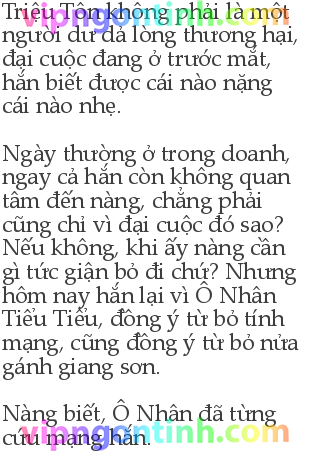 Triệu Tôn không phải là một
người dư dả lòng thương hại,
đại cuộc đang ở trước mắt,
hắn biết được cái nào nặng
cái nào nhẹ.
Ngày thường ở trong doanh,
ngay cả hắn còn không quan
tâm đến nàng, chẳng phải
cũng chi vì đại cuộc đó sao?
Nếu không, khi ấy nàng cần
gì tức giận bỏ đi chứ? Nhưng
hôm nay hắn lại vì Ô Nhân
Tiểu Tiểu, đồng ý từ bỏ tính
mạng, cũng đồng ý từ bỏ nửa
gánh giang sơn.
Nàng biết, Ô Nhân đã từng
cứu mạng hắn.
vipngontinh.com
vipngontinh.com